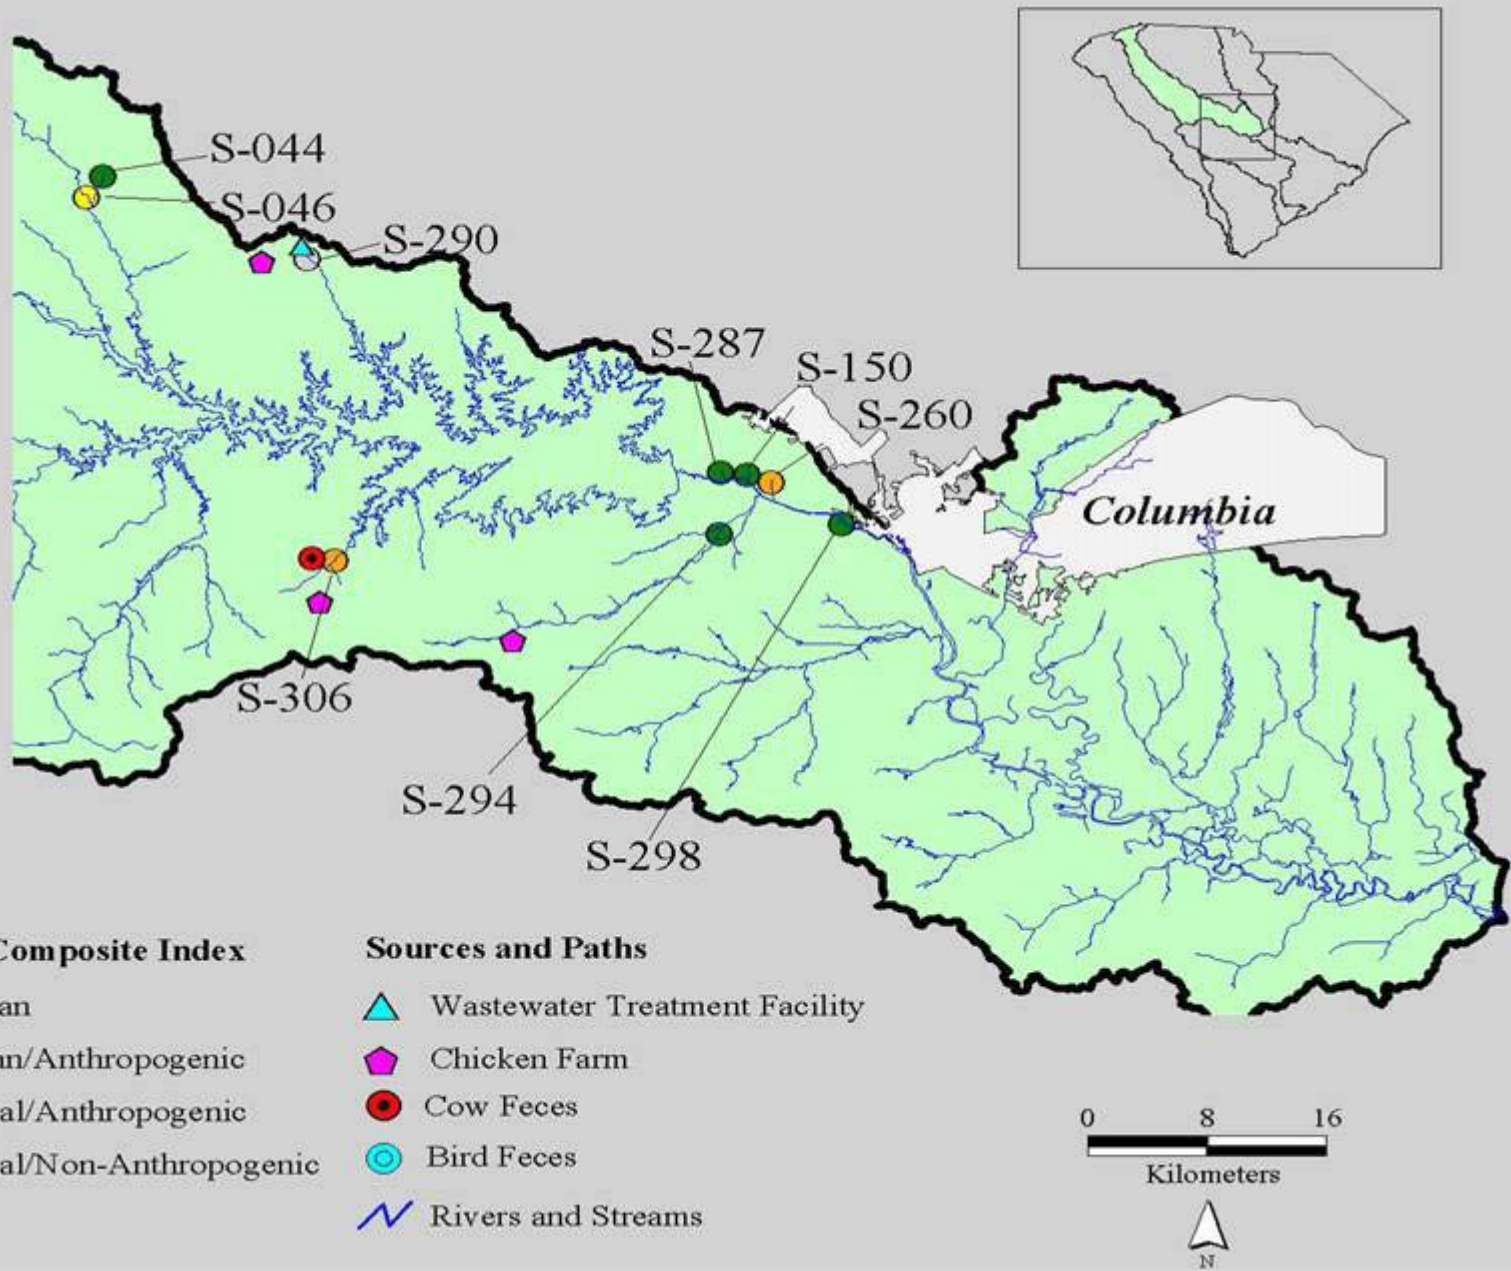 S-044
S-046
S-290
S-287
S-150
S-260
Columbia
S-306
S-294
S-298
Composite Index
an
an/Anthropogenic
al/Anthropogenic
al/Non-Anthropogenic
Sources and Paths
Wastewater Treatment Facility
Chicken Farm
Cow Feces
Bird Feces
Rivers and Streams
0 8 16
Kilometers
N